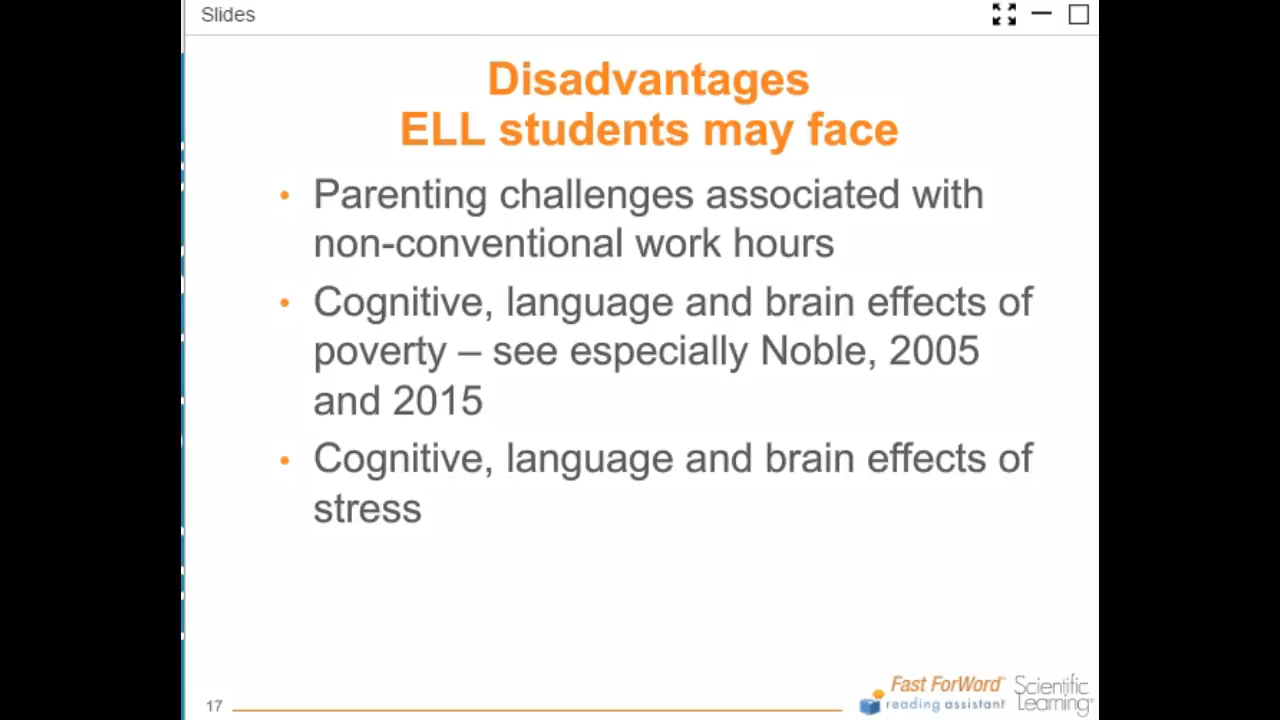 Slides
Disadvantages
ELL students may face
• Parenting challenges associated with
non-conventional work hours
• Cognitive, language and brain effects of
poverty – see especially Noble, 2005
and 2015
• Cognitive, language and brain effects of
stress
17
Fast ForWord
reading assistant
Scientific
Learning